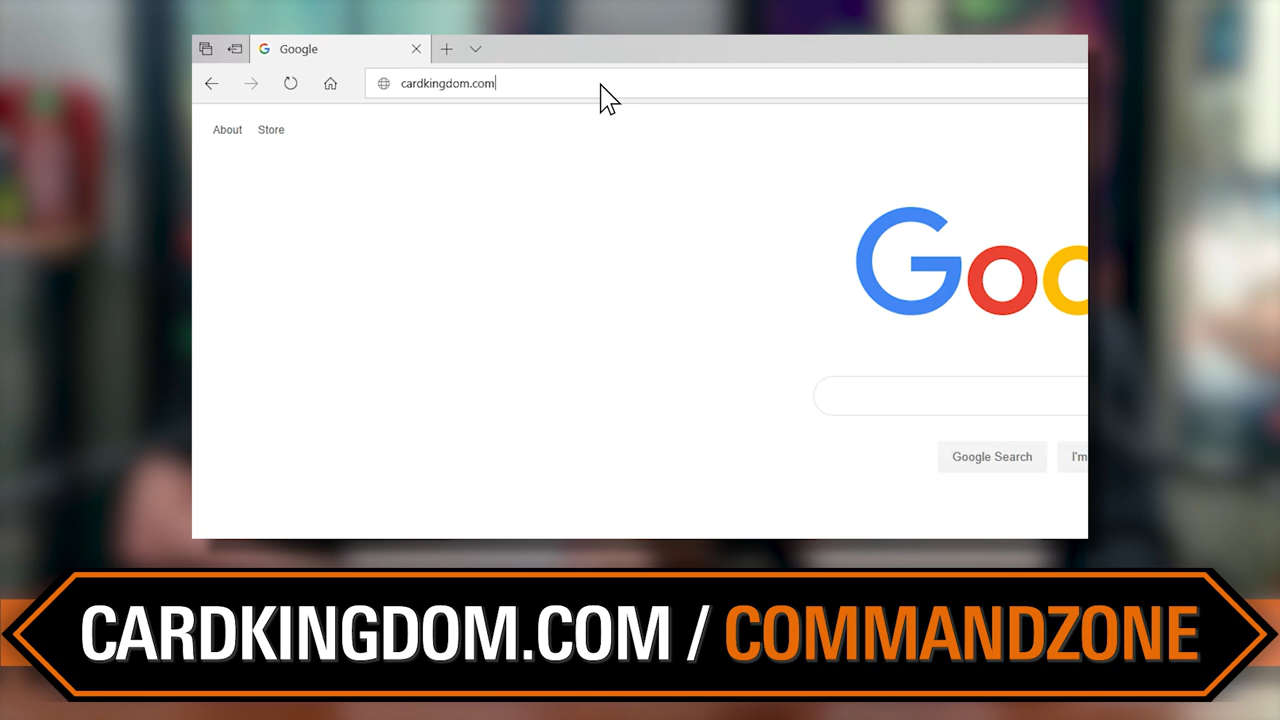 Google
cardkingdom.com
About Store
Goo
Google Search I'm
CARDKINGDOM.COM / COMMANDZONE